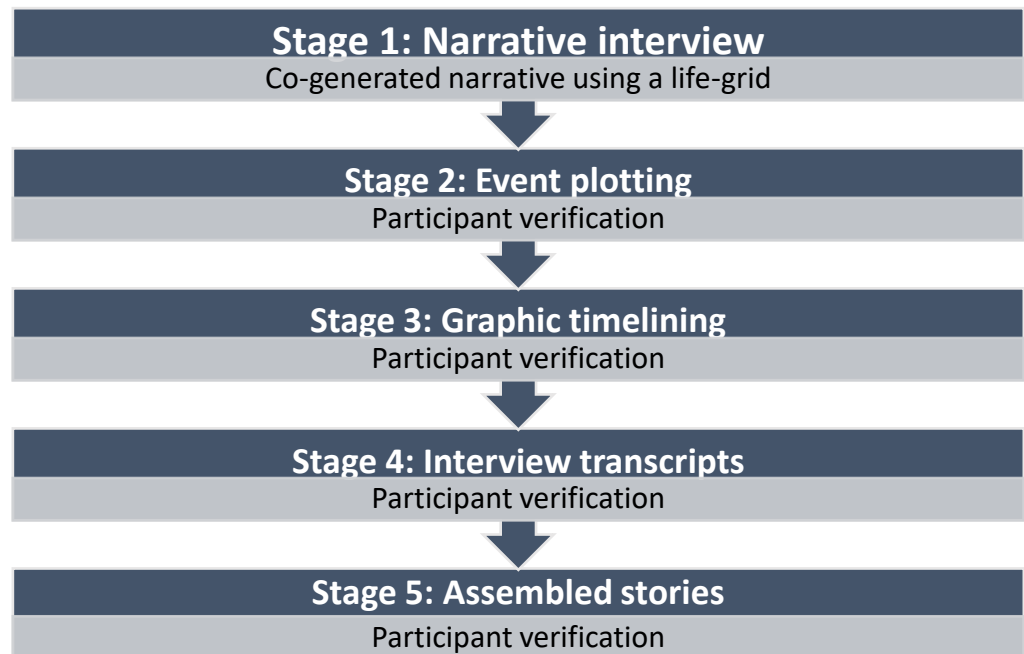 Stage 1: Narrative interview
Co-generated narrative using a life-grid
Stage 2: Event plotting
Participant verification
Stage 3: Graphic timelining
Participant verification
Stage 4: Interview transcripts
Participant verification
Stage 5: Assembled stories
Participant verification